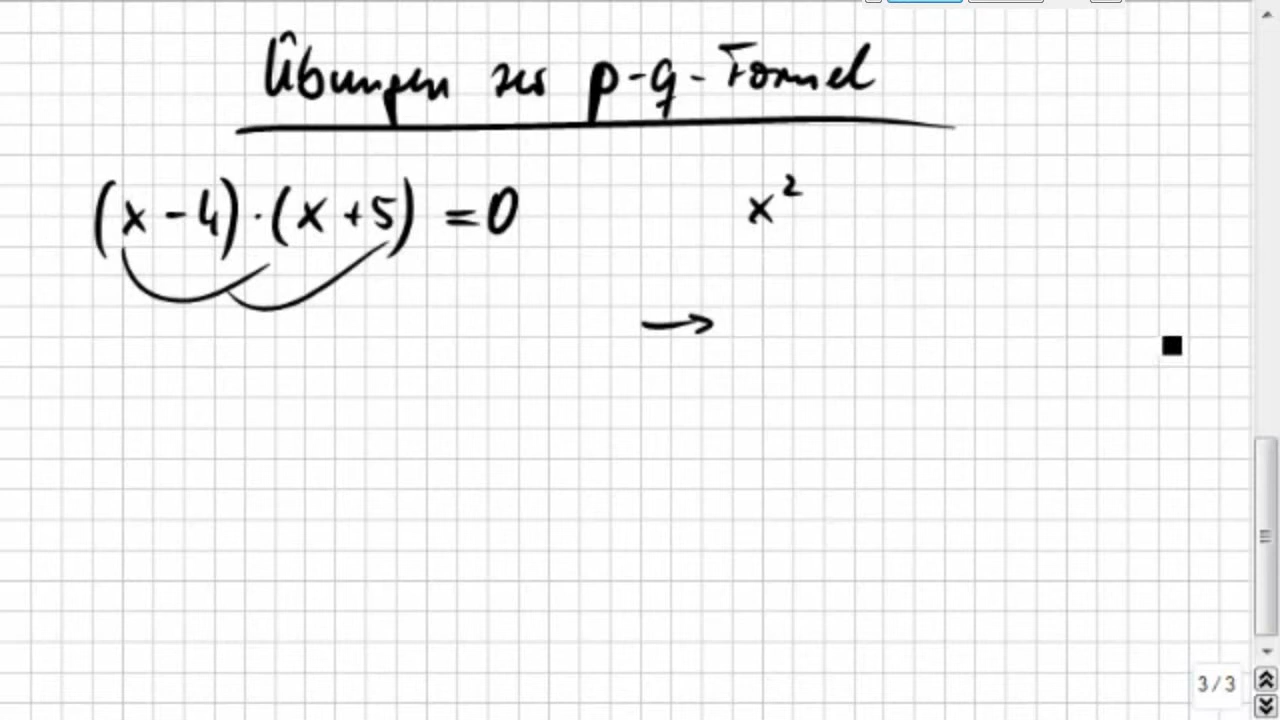 Übungen zur p-q-Formel
(x-4)·(x+5)=0
x²
→
3/3